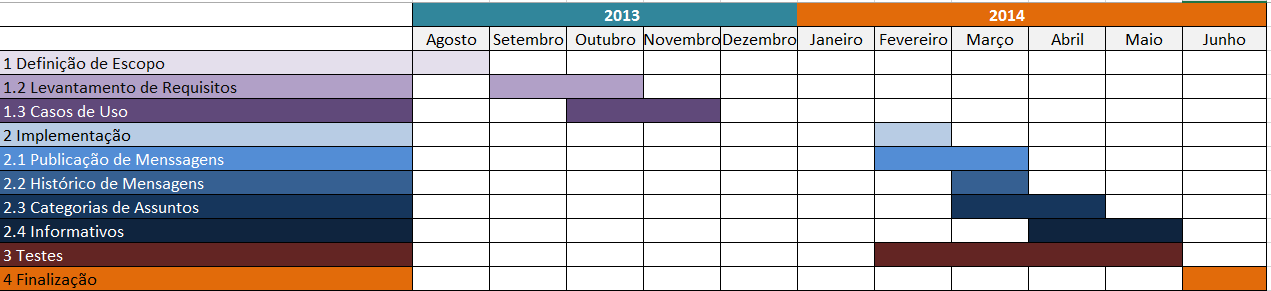 2013 2014
Agosto Setembro Outubro Novembro Dezembro Janeiro Fevereiro Março Abril Maio Junho
1 Definição de Escopo
1.2 Levantamento de Requisitos
1.3 Casos de Uso
2 Implementação
2.1 Publicação de Menssagens
2.2 Histórico de Mensagens
2.3 Categorias de Assuntos
2.4 Informativos
3 Testes
4 Finalização